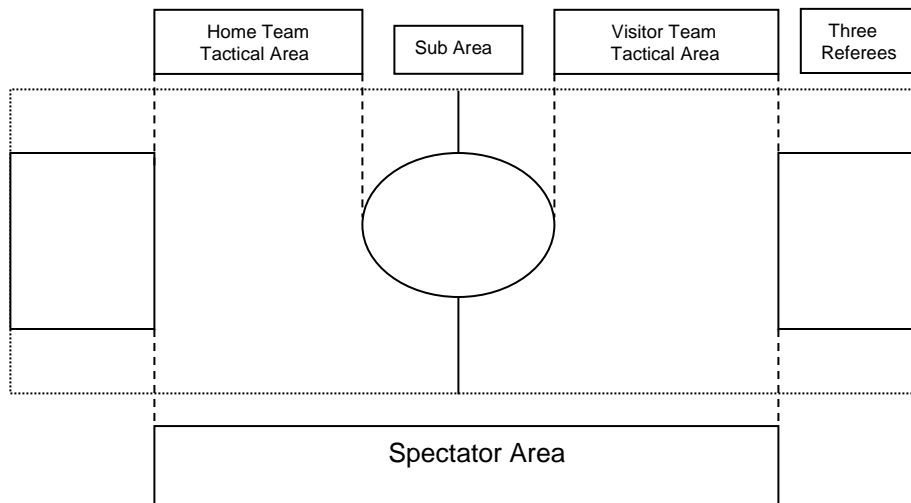 Home Team
Tactical Area
Sub Area
Visitor Team
Tactical Area
Three
Referees
Spectator Area